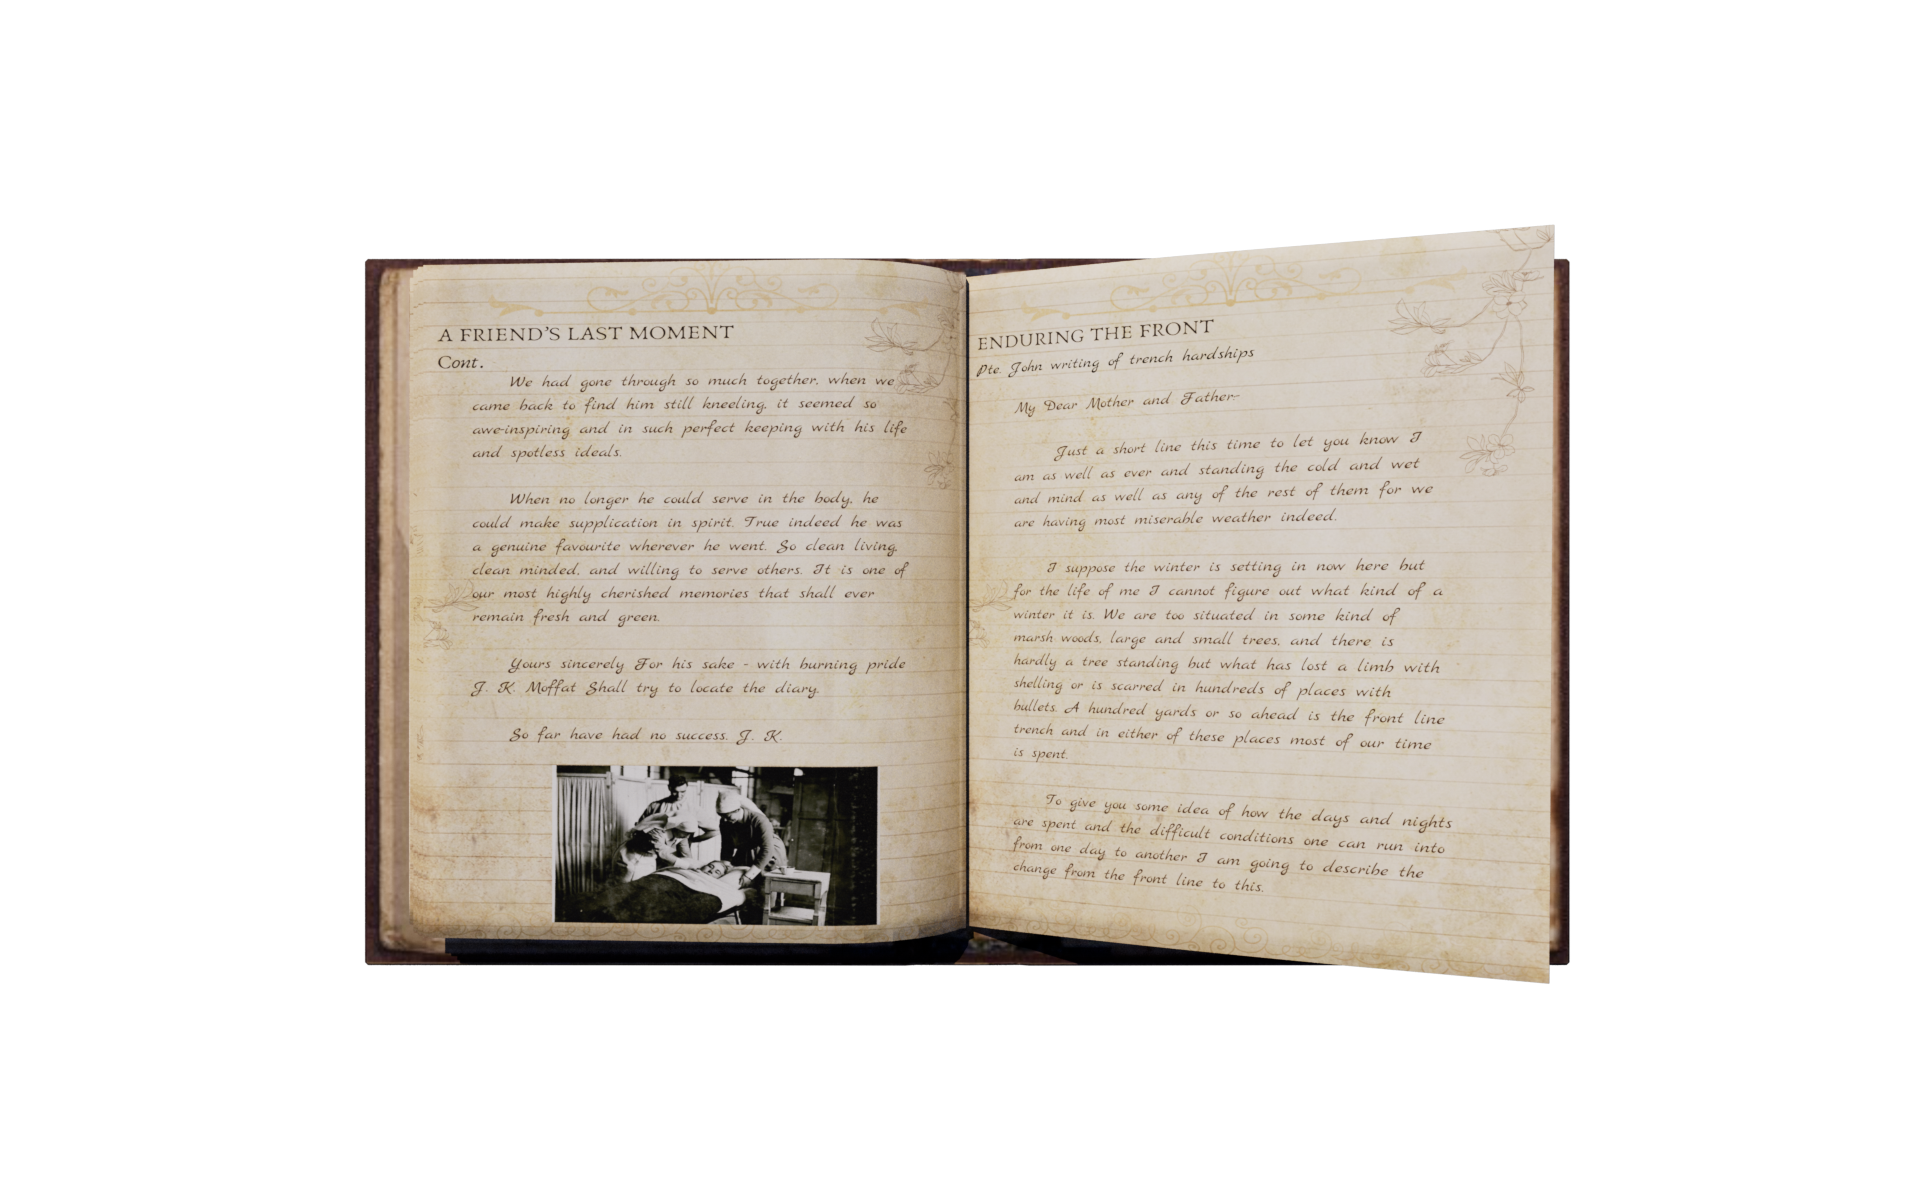 A FRIEND'S LAST MOMENT
Cont.
We had gone through so much together, when we
came back to find him still kneeling, it seemed so
awe-inspiring and in such perfect keeping with his life
and spotless ideals.
When no longer he could serve in the body, he
could make supplication in spirit. True indeed he was
a genuine favourite wherever he went. So clean living,
clean minded, and willing to serve others. It is one of
our most highly cherished memories that shall ever
remain fresh and green.
Yours sincerely For his sake - with burning pride
J. K. Moffat Shall try to locate the diary.
So far have had no success. J. K.
ENDURING THE FRONT
Pte. John writing of trench hardships
My Dear Mother and Father:-
Just a short line this time to let you know I
am as well as ever and standing the cold and wet
and mind as well as any of the rest of them for we
are having most miserable weather indeed.
I suppose the winter is setting in now here but
for the life of me I cannot figure out what kind of a
winter it is. We are too situated in some kind of
marsh woods, large and small trees, and there is
hardly a tree standing but what has lost a limb with
shelling or is scarred in hundreds of places with
bullets. A hundred yards or so ahead is the front line
trench and in either of these places most of our time
is spent.
To give you some idea of how the days and nights
are spent and the difficult conditions one can run into
from one day to another I am going to describe the
change from the front line to this.